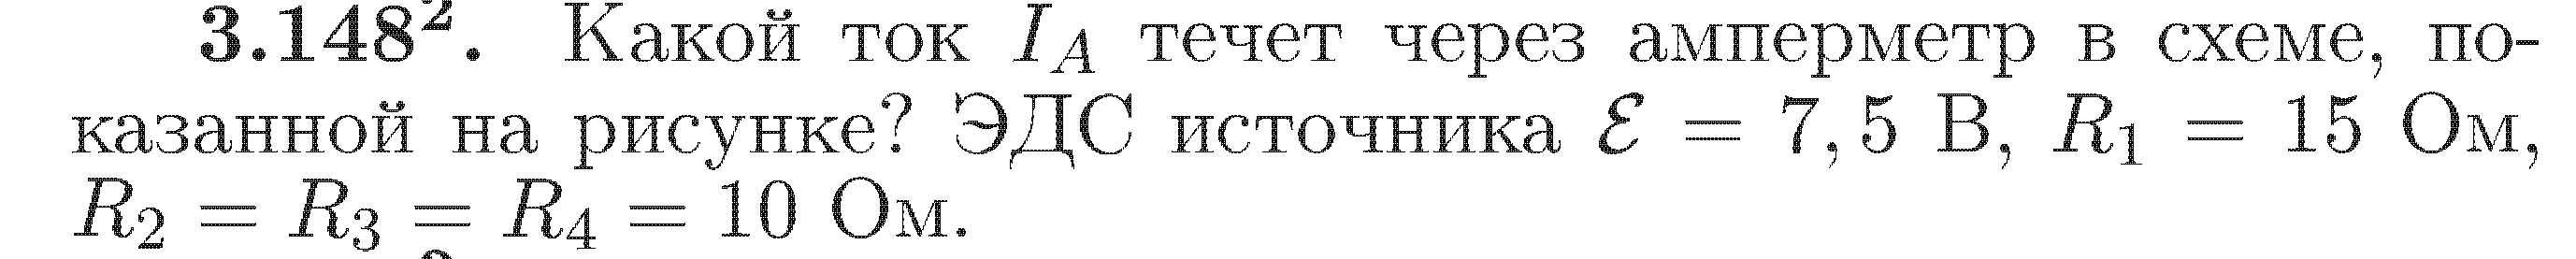 3.148². Какой ток I_A течет через амперметр в схеме, по-
казанной на рисунке? ЭДС источника ℰ = 7,5 В, R₁ = 15 Ом,
R₂ = R₃ = R₄ = 10 Ом.